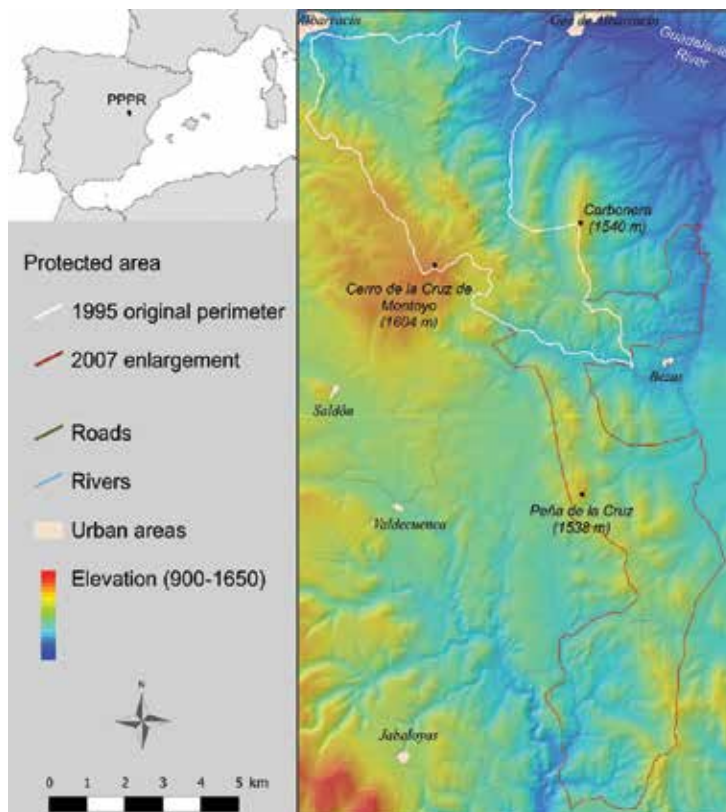 PPPR
Protected area
1995 original perimeter
2007 enlargement
Roads
Rivers
Urban areas
Elevation (900-1650)
N
0 1 2 3 4 5 km
Albarracín
Gea de Albarracín
Guadalaviar
River
Carbonera
(1540 m)
Cerro de la Cruz de
Montoyo
(1604 m)
Bezas
Saldón
Peña de la Cruz
(1538 m)
Valdecuenca
Jabaloyas